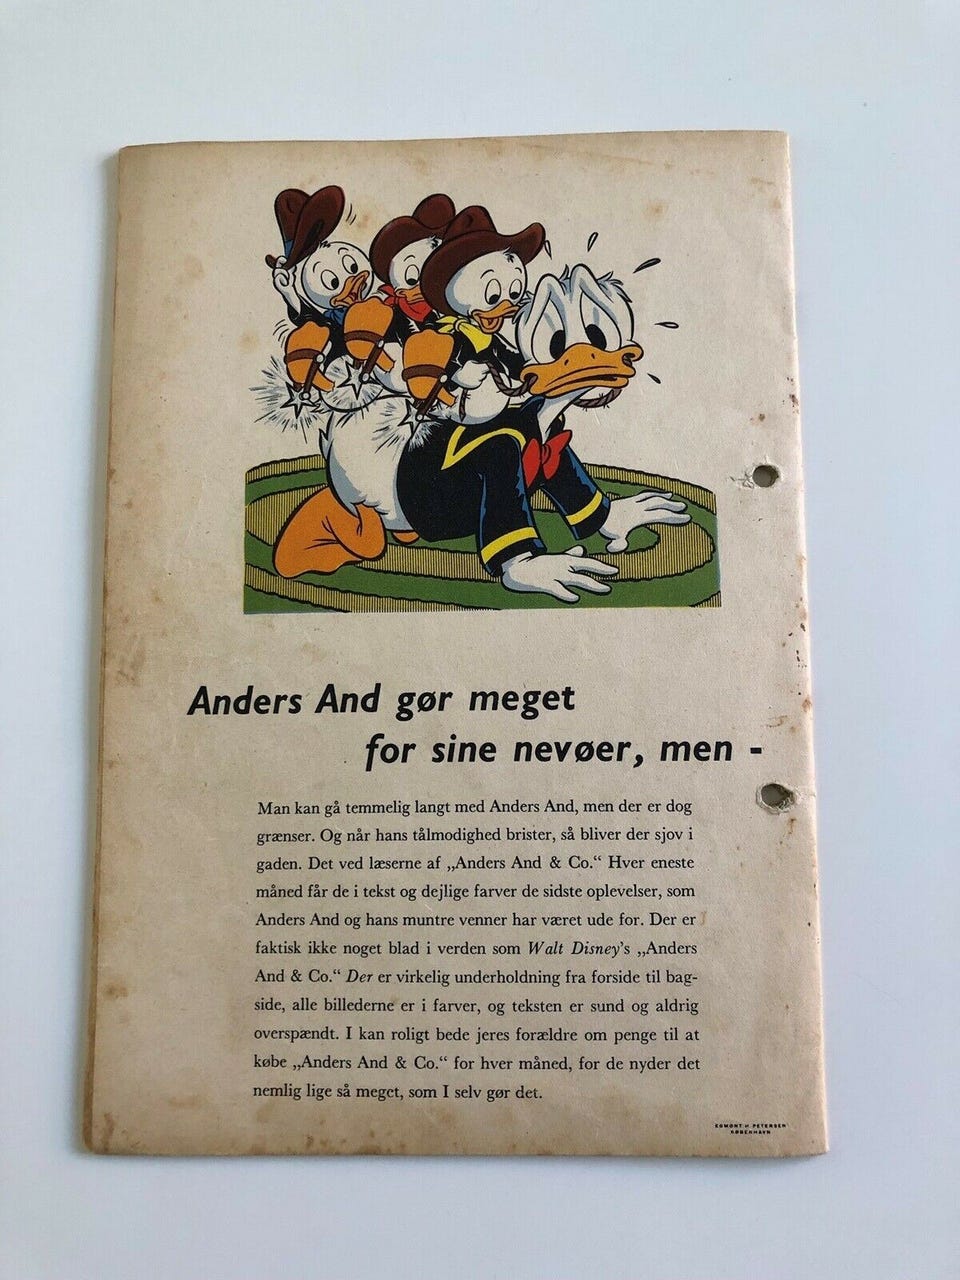 Anders And gør meget
for sine nevøer, men -
Man kan gå temmelig langt med Anders And, men der er dog
grænser. Og når hans tålmodighed brister, så bliver der sjov i
gaden. Det ved læserne af „Anders And & Co.“ Hver eneste
måned får de i tekst og dejlige farver de sidste oplevelser, som
Anders And og hans muntre venner har været ude for. Der er
faktisk ikke noget blad i verden som Walt Disney's „Anders
And & Co.“ Der er virkelig underholdning fra forside til bag-
side, alle billederne er i farver, og teksten er sund og aldrig
overspændt. I kan roligt bede jeres forældre om penge til at
købe „Anders And & Co.“ for hver måned, for de nyder det
nemlig lige så meget, som I selv gør det.
EGMONT H. PETERSEN
KØBENHAVN